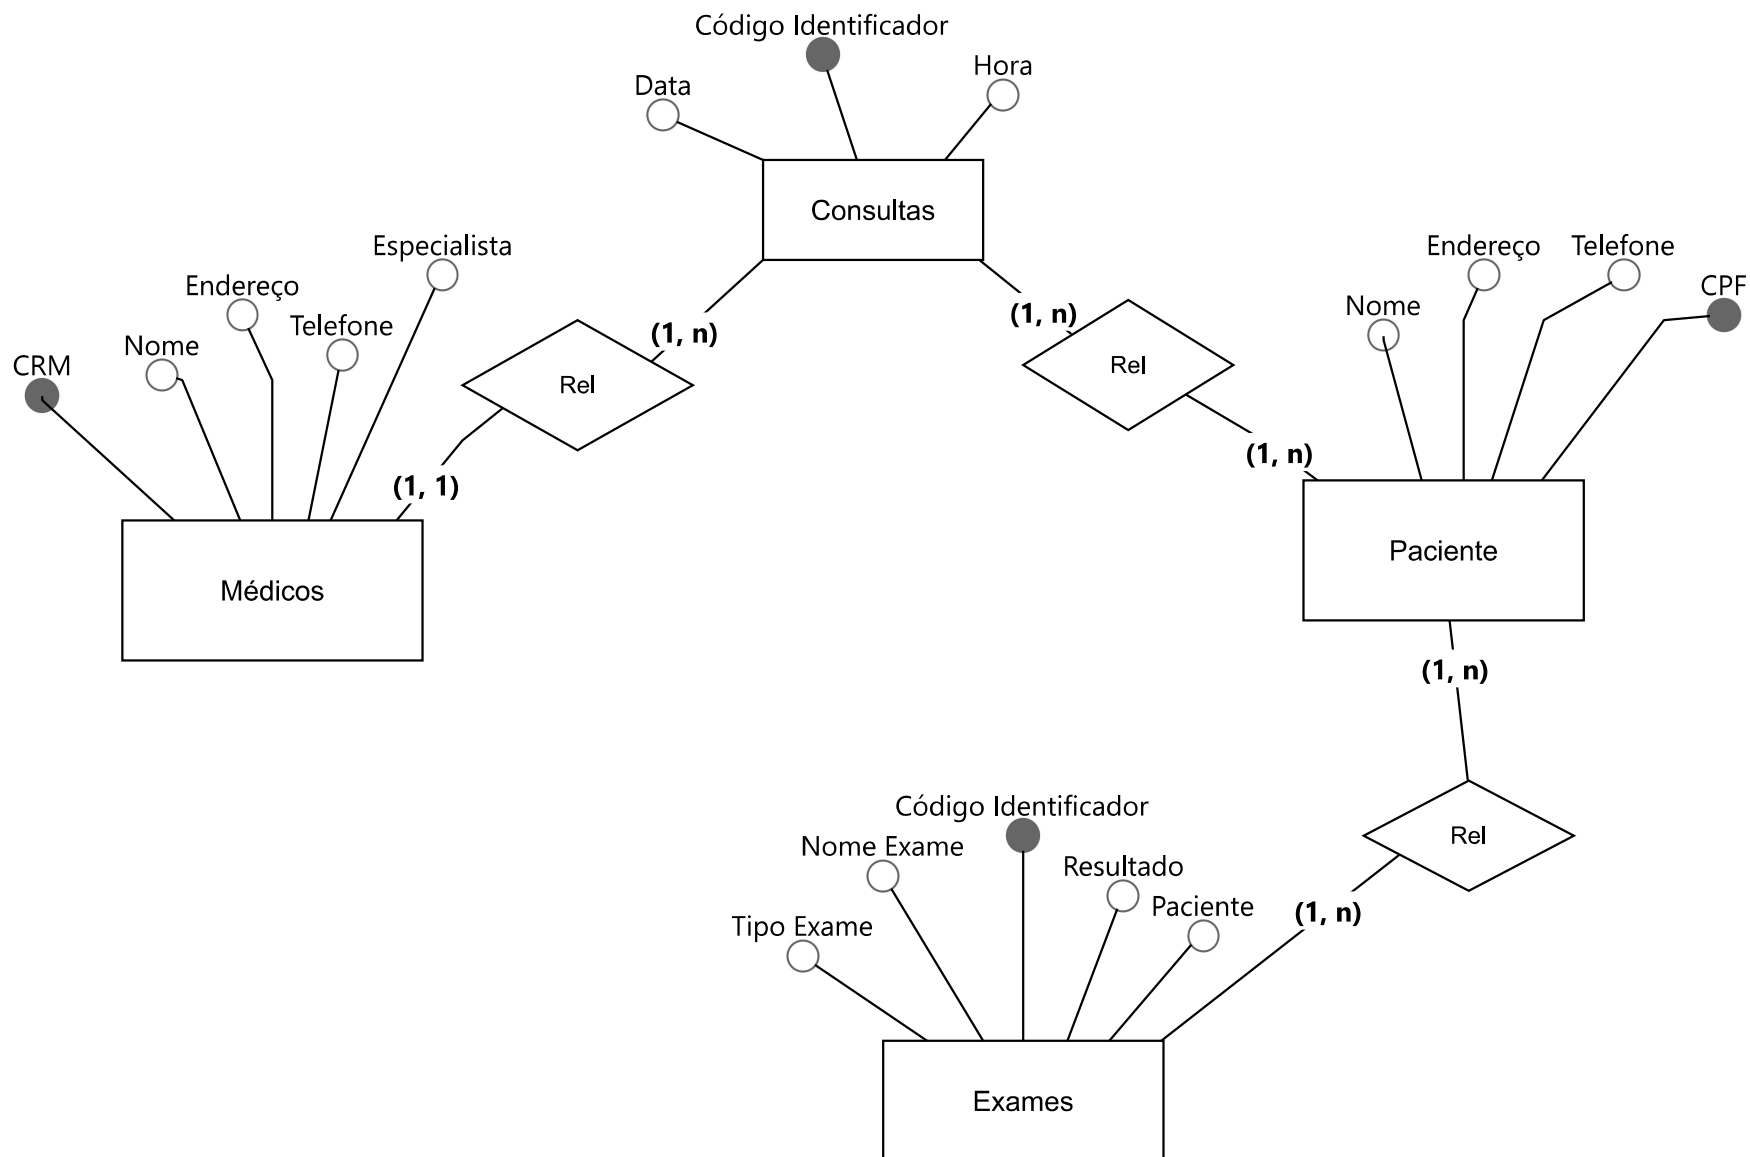 Código Identificador
Data
Hora
Consultas
Especialista
Endereço
Telefone
Nome
CRM
(1, n)
Rel
(1, 1)
Médicos
(1, n)
Rel
(1, n)
Endereço
Telefone
CPF
Nome
Paciente
(1, n)
Rel
(1, n)
Código Identificador
Nome Exame
Resultado
Paciente
Tipo Exame
Exames